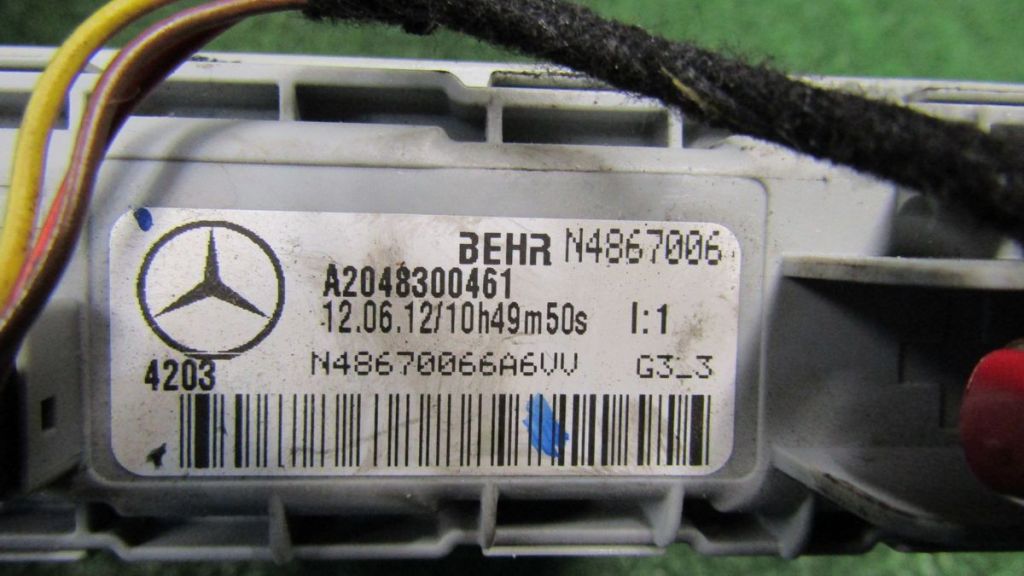 BEHR N4867006
A2048300461
12.06.12/10h49m50s I:1
4203 N48670066A6VV G3_3